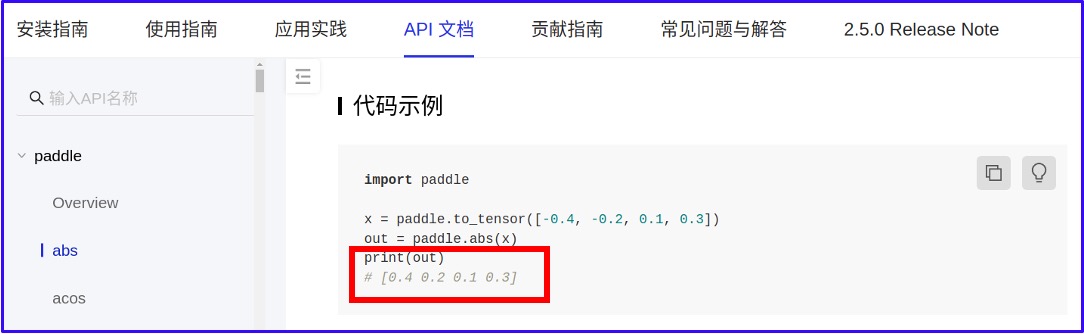 安装指南 使用指南 应用实践 API 文档 贡献指南 常见问题与解答 2.5.0 Release Note
输入API名称
paddle
Overview
abs
acos
代码示例
import paddle
x = paddle.to_tensor([-0.4, -0.2, 0.1, 0.3])
out = paddle.abs(x)
print(out)
# [0.4 0.2 0.1 0.3]